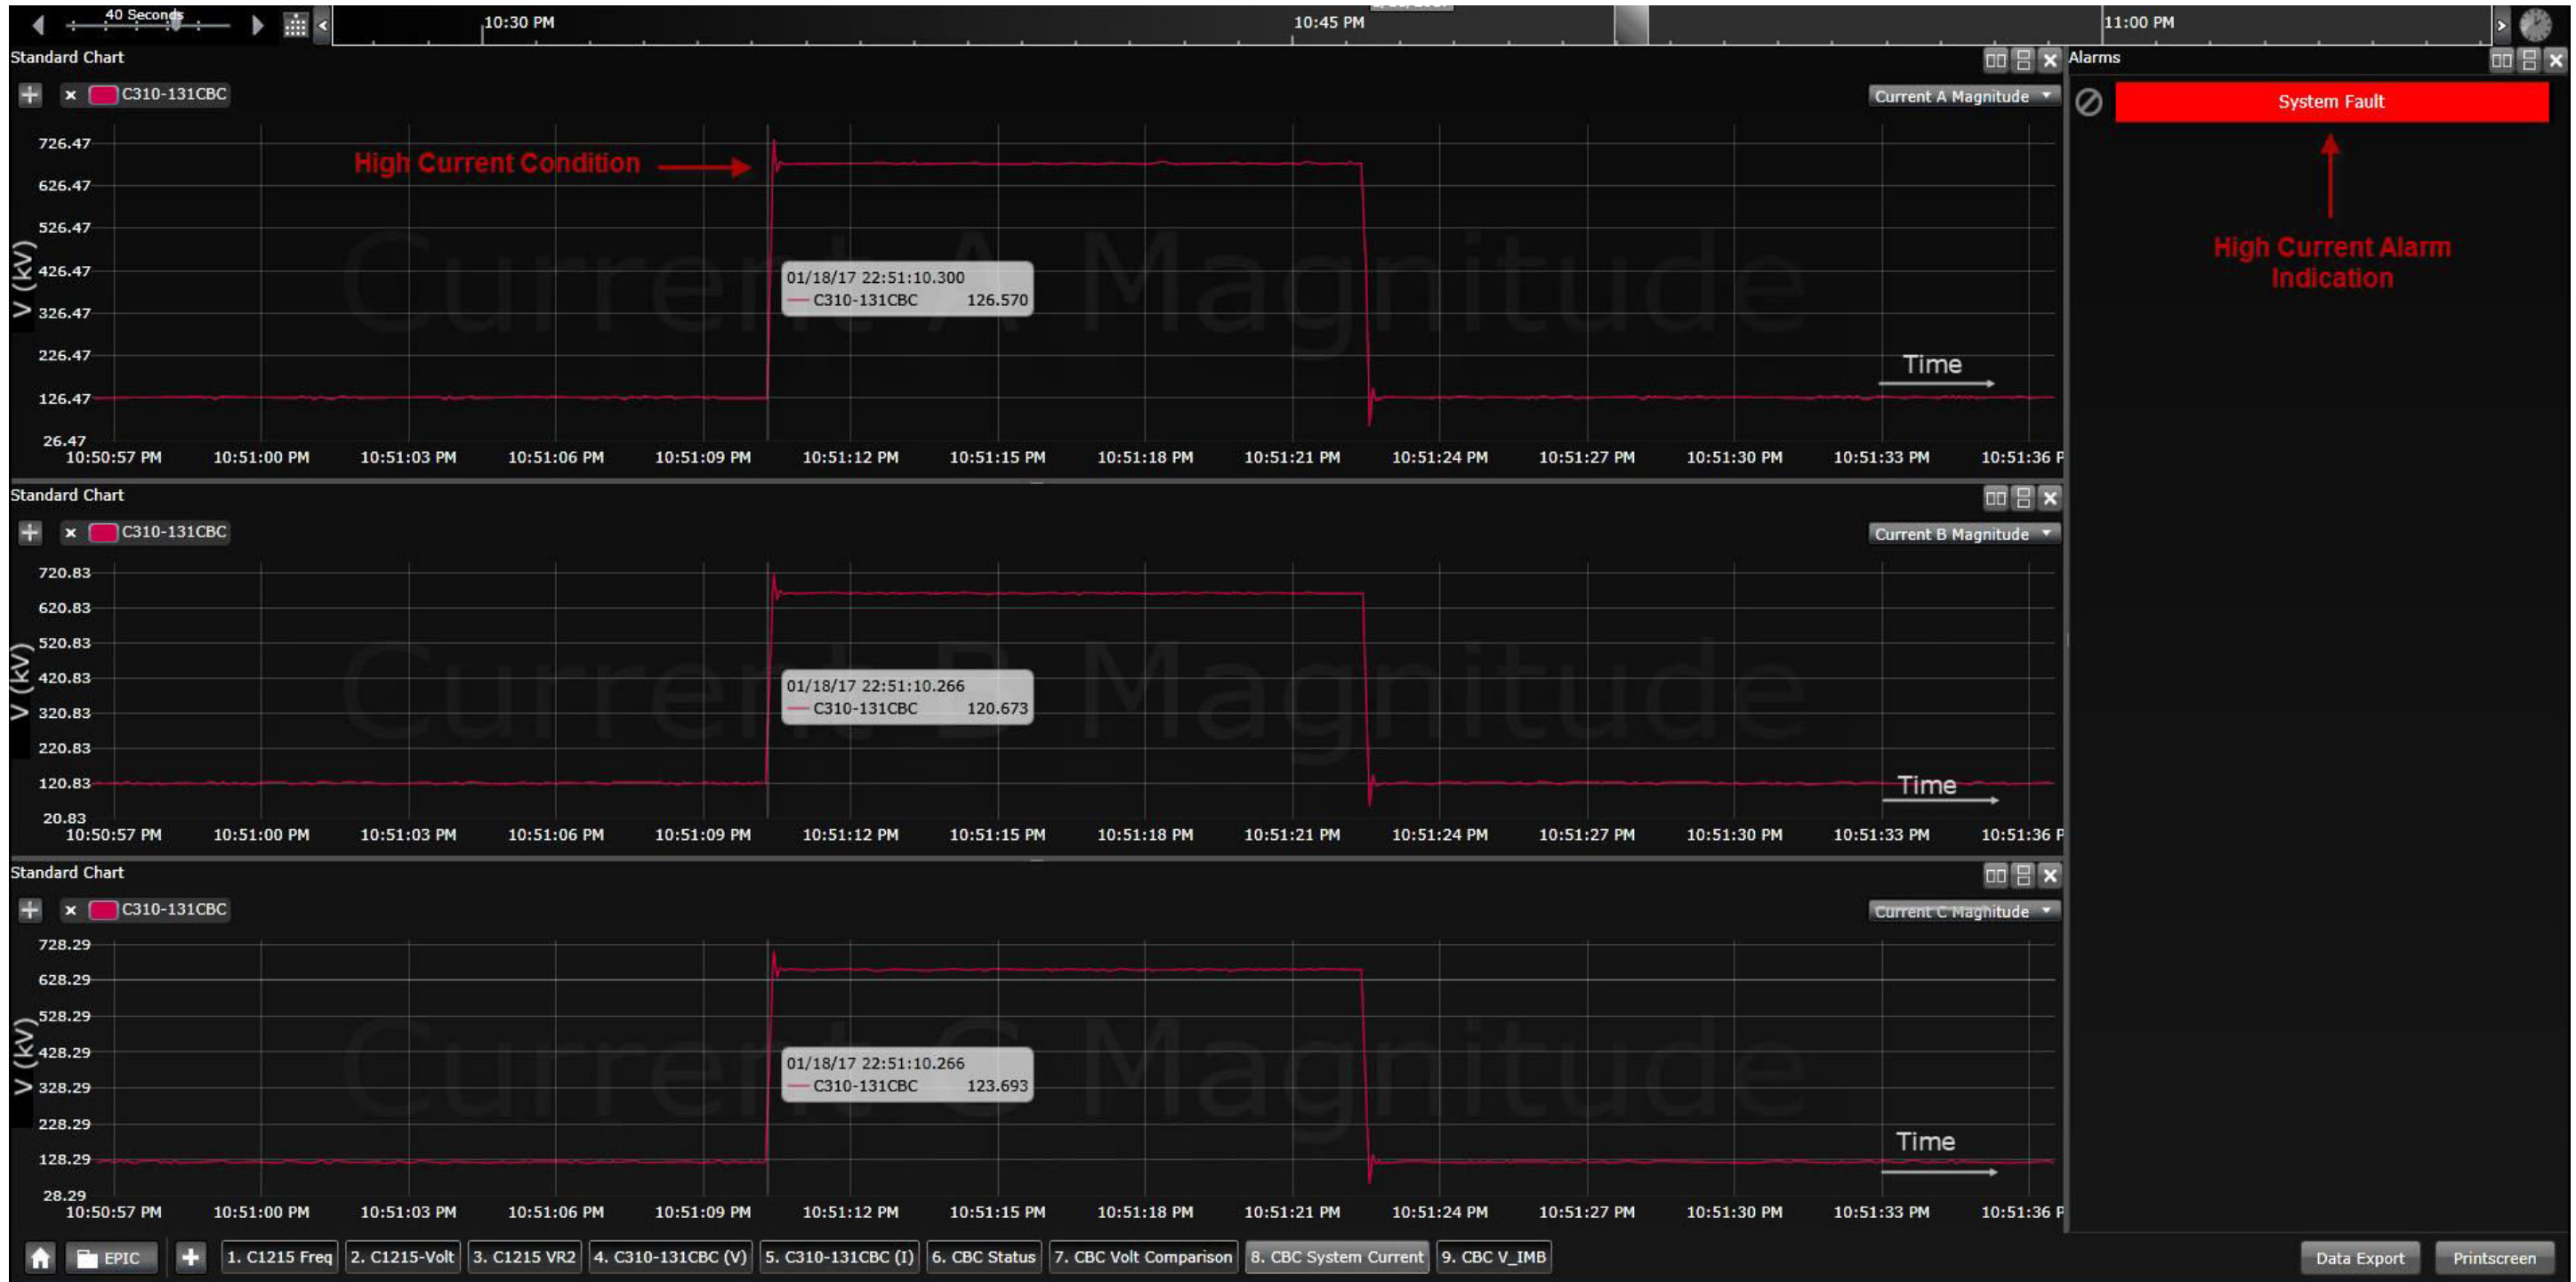 40 Seconds
10:30 PM 10:45 PM 11:00 PM
Standard Chart
C310-131CBC
Current A Magnitude
726.47
626.47
526.47
426.47
326.47
226.47
126.47
26.47
V (kV)
High Current Condition
Current A Magnitude
01/18/17 22:51:10.300
C310-131CBC 126.570
Time
10:50:57 PM 10:51:00 PM 10:51:03 PM 10:51:06 PM 10:51:09 PM 10:51:12 PM 10:51:15 PM 10:51:18 PM 10:51:21 PM 10:51:24 PM 10:51:27 PM 10:51:30 PM 10:51:33 PM 10:51:36 P
Standard Chart
C310-131CBC
Current B Magnitude
720.83
620.83
520.83
420.83
320.83
220.83
120.83
20.83
V (kV)
Current B Magnitude
01/18/17 22:51:10.266
C310-131CBC 120.673
Time
10:50:57 PM 10:51:00 PM 10:51:03 PM 10:51:06 PM 10:51:09 PM 10:51:12 PM 10:51:15 PM 10:51:18 PM 10:51:21 PM 10:51:24 PM 10:51:27 PM 10:51:30 PM 10:51:33 PM 10:51:36 P
Standard Chart
C310-131CBC
Current C Magnitude
728.29
628.29
528.29
428.29
328.29
228.29
128.29
28.29
V (kV)
Current C Magnitude
01/18/17 22:51:10.266
C310-131CBC 123.693
Time
10:50:57 PM 10:51:00 PM 10:51:03 PM 10:51:06 PM 10:51:09 PM 10:51:12 PM 10:51:15 PM 10:51:18 PM 10:51:21 PM 10:51:24 PM 10:51:27 PM 10:51:30 PM 10:51:33 PM 10:51:36 P
Alarms
System Fault
High Current Alarm
Indication
EPIC 1. C1215 Freq 2. C1215-Volt 3. C1215 VR2 4. C310-131CBC (V) 5. C310-131CBC (I) 6. CBC Status 7. CBC Volt Comparison 8. CBC System Current 9. CBC V_IMB Data Export Printscreen